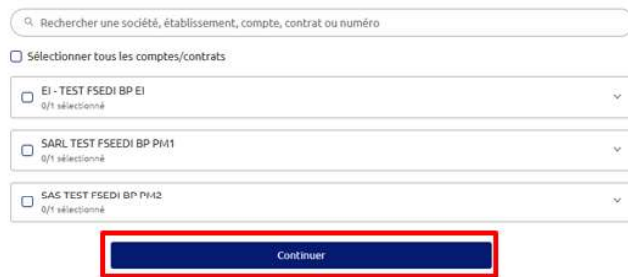 Rechercher une société, établissement, compte, contrat ou numéro
Sélectionner tous les comptes/contrats
EI - TEST FSEDI BP EI
0/1 sélectionné
SARL TEST FSEEDI BP PM1
0/1 sélectionné
SAS TEST FSEDI BP PM2
0/1 sélectionné
Continuer